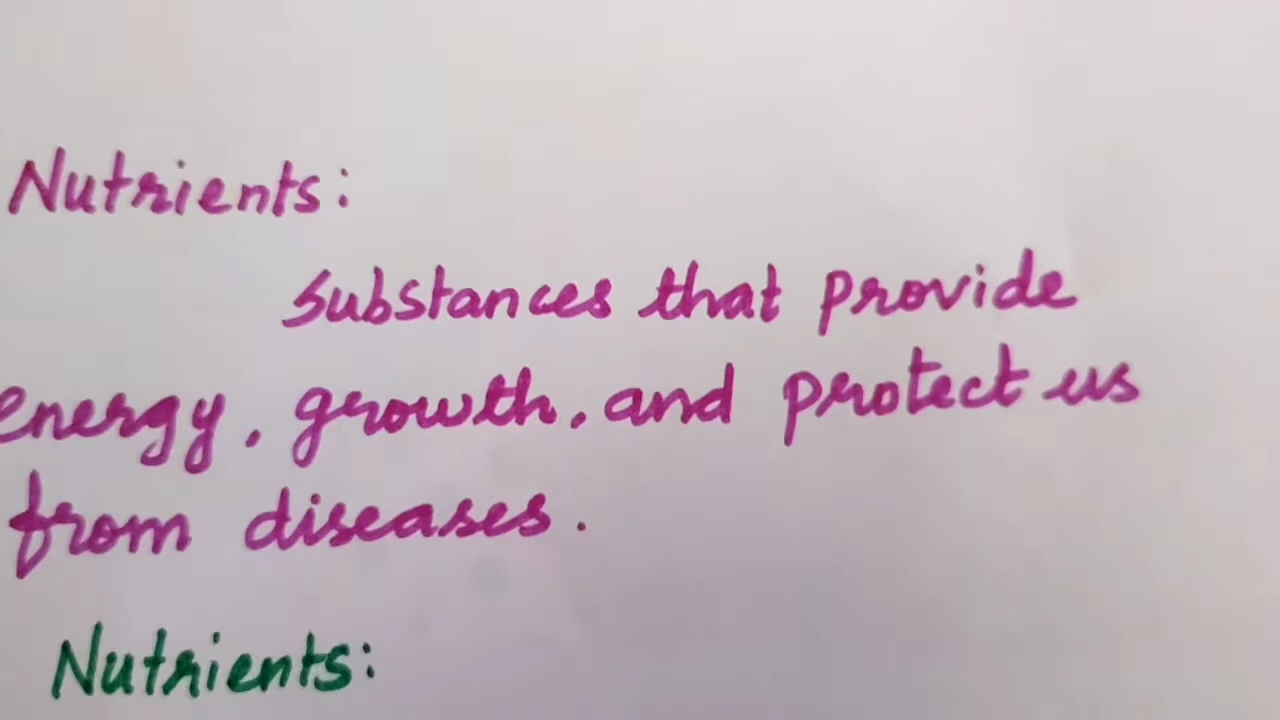 Nutrients:
Substances that provide
energy, growth, and protect us
from diseases.
Nutrients: